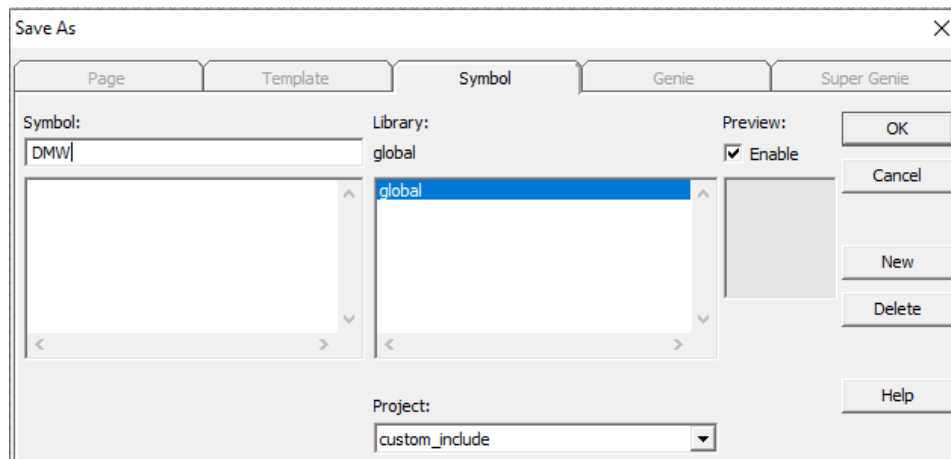 Save As
Page Template Symbol Genie Super Genie
Symbol: Library: Preview: OK
DMW global Enable
Cancel
global
New
Delete
Help
Project:
custom_include